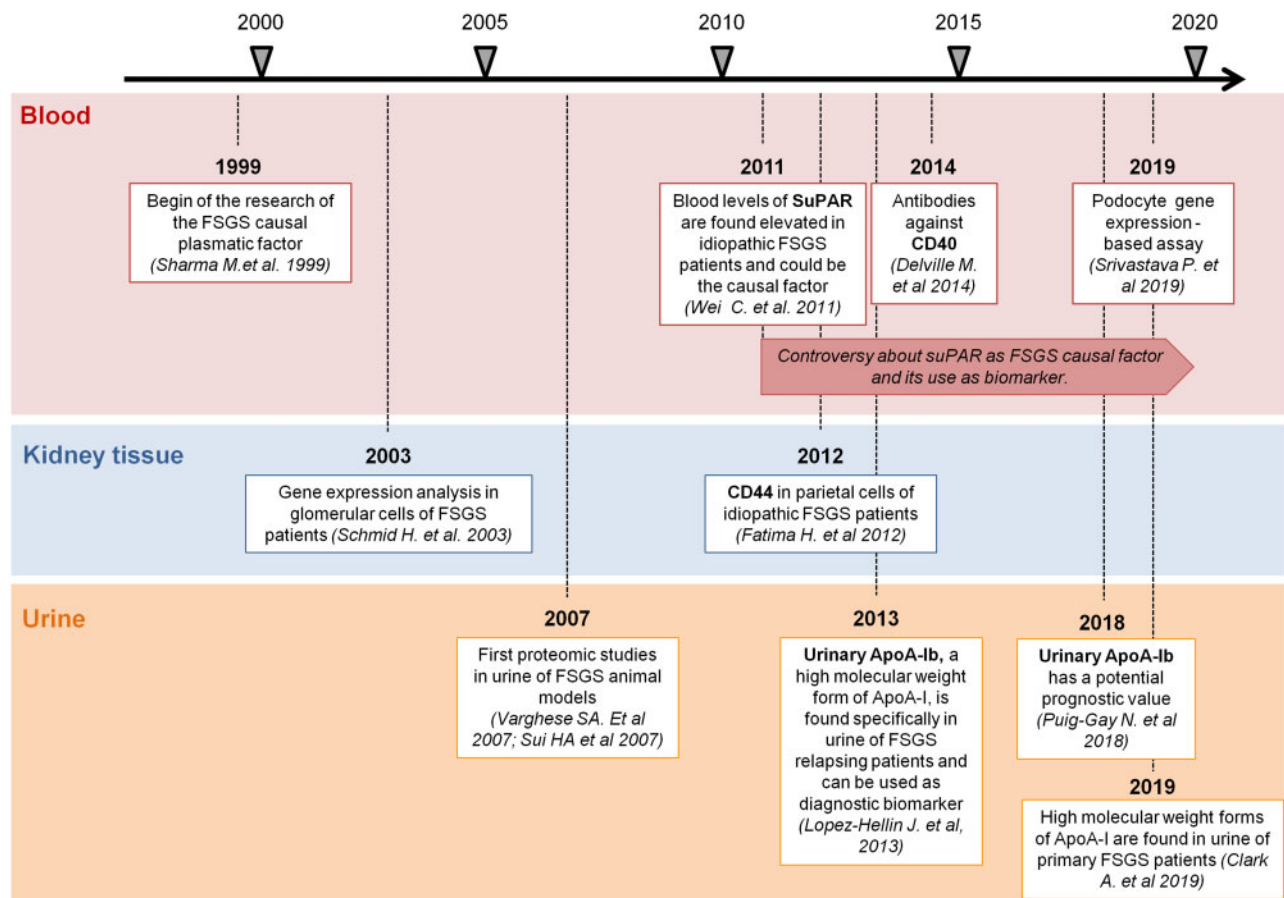 2000 2005 2010 2015 2020
Blood
1999
Begin of the research of
the FSGS causal
plasmatic factor
(Sharma M.et al. 1999)
2011
Blood levels of SuPAR
are found elevated in
idiopathic FSGS
patients and could be
the causal factor
(Wei C. et al. 2011)
2014
Antibodies
against
CD40
(Delville M.
et al 2014)
2019
Podocyte gene
expression-
based assay
(Srivastava P. et
al 2019)
Controversy about suPAR as FSGS causal factor
and its use as biomarker.
Kidney tissue
2003
Gene expression analysis in
glomerular cells of FSGS
patients (Schmid H. et al. 2003)
2012
CD44 in parietal cells of
idiopathic FSGS patients
(Fatima H. et al 2012)
Urine
2007
First proteomic studies
in urine of FSGS animal
models
(Varghese SA. Et al
2007; Sui HA et al 2007)
2013
Urinary ApoA-Ib, a
high molecular weight
form of ApoA-I, is
found specifically in
urine of FSGS
relapsing patients and
can be used as
diagnostic biomarker
(Lopez-Hellin J. et al,
2013)
2018
Urinary ApoA-Ib
has a potential
prognostic value
(Puig-Gay N. et al
2018)
2019
High molecular weight forms
of ApoA-I are found in urine of
primary FSGS patients (Clark
A. et al 2019)